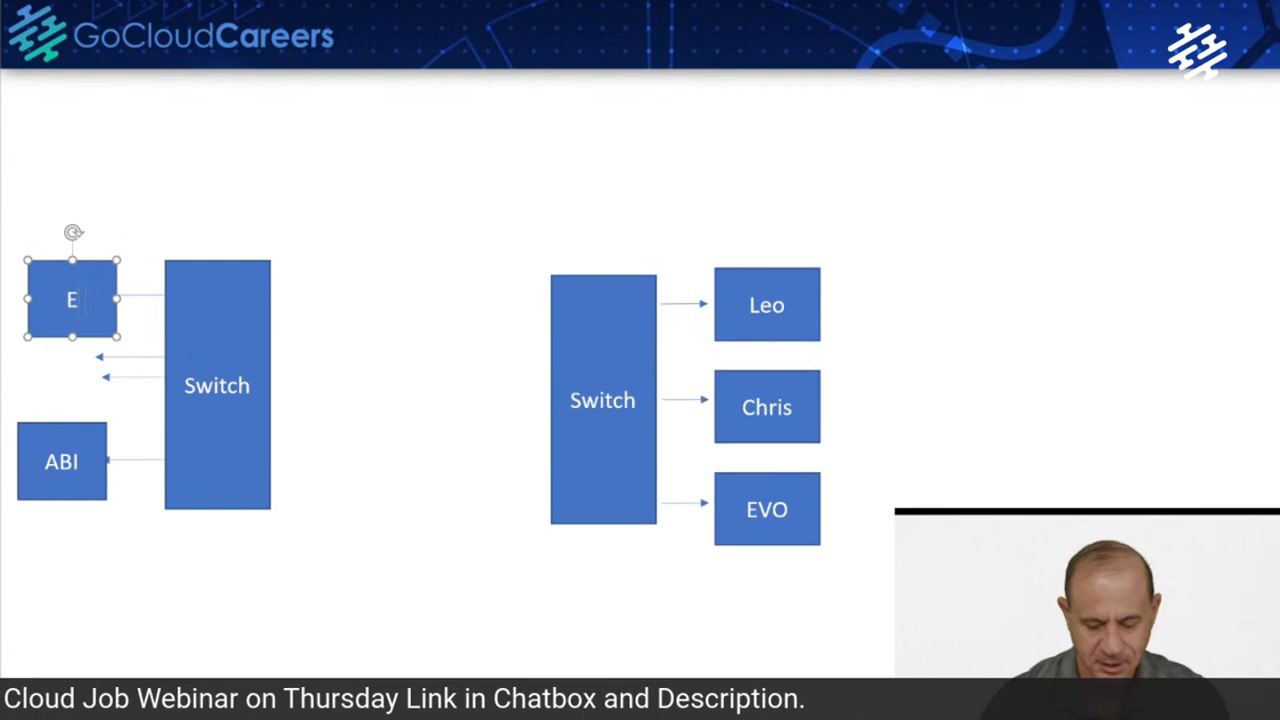 GoCloudCareers
E
Switch
ABI
Switch
Leo
Chris
EVO
Cloud Job Webinar on Thursday Link in Chatbox and Description.